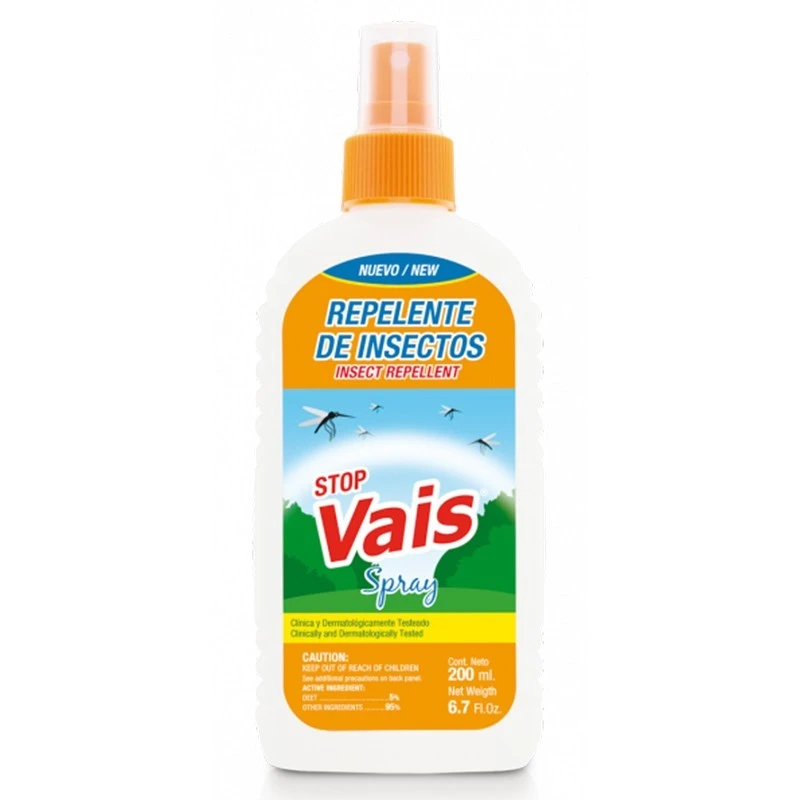 NUEVO / NEW
REPELENTE
DE INSECTOS
INSECT REPELLENT
STOP
Vais®
Spray
Clínica y Dermatológicamente Testeado
Clinically and Dermatologically Tested
CAUTION:
KEEP OUT OF REACH OF CHILDREN
See additional precautions on back panel.
ACTIVE INGREDIENT:
DEET ........................ 5%
OTHER INGREDIENTS ........ 95%
Cont. Neto
200 ml.
Net Weigth
6.7 Fl.Oz.